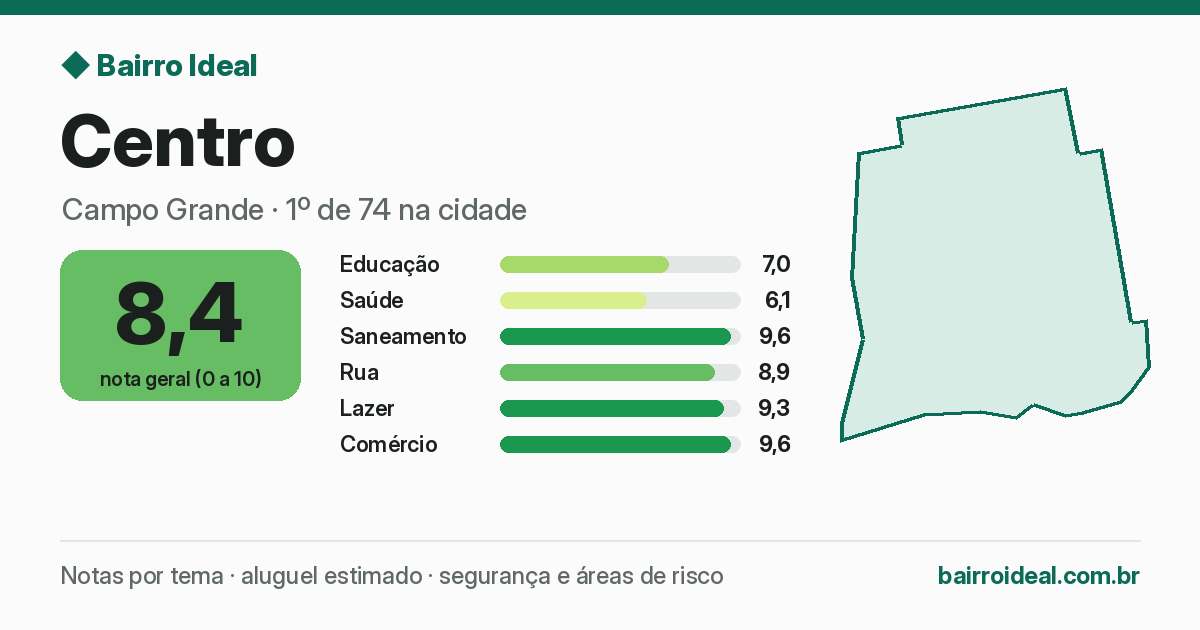 Bairro Ideal
Centro
Campo Grande · 1º de 74 na cidade
8,4
nota geral (0 a 10)
Educação 7,0
Saúde 6,1
Saneamento 9,6
Rua 8,9
Lazer 9,3
Comércio 9,6
Notas por tema · aluguel estimado · segurança e áreas de risco
bairroideal.com.br